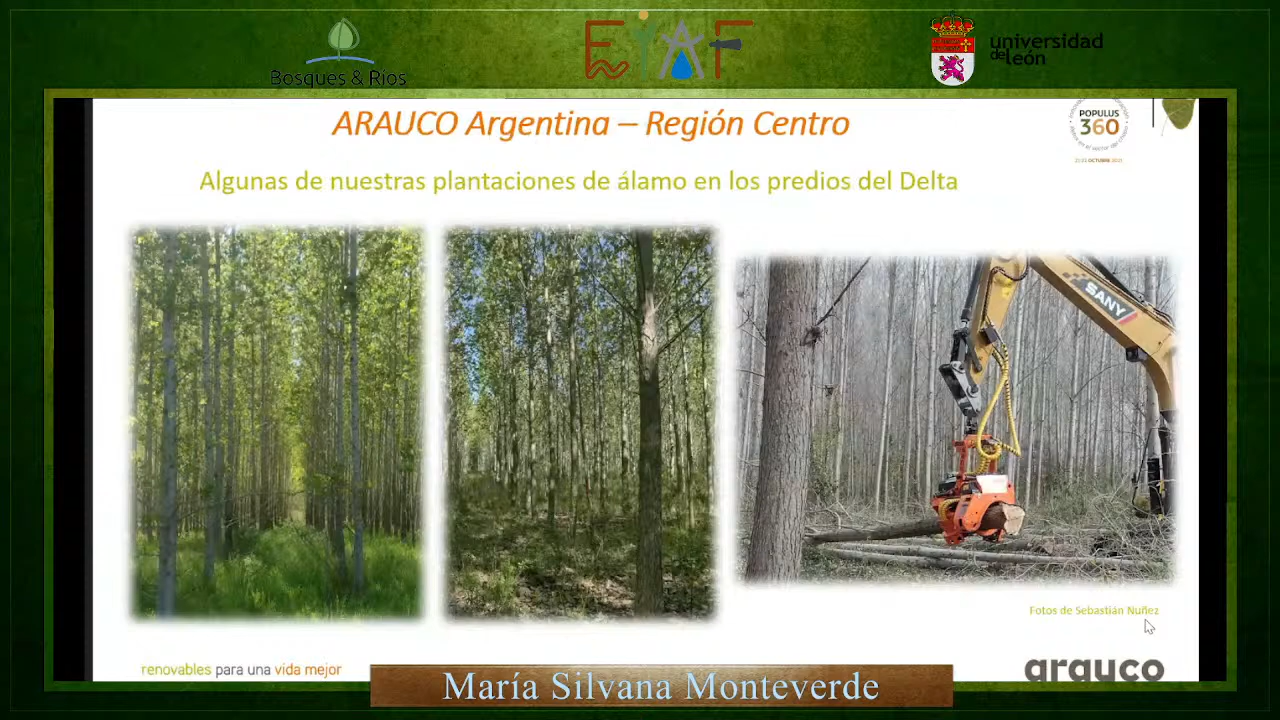 Bosques & Ríos
EIAF
universidad
de león
ARAUCO Argentina – Región Centro
POPULUS
360
Algunas de nuestras plantaciones de álamo en los predios del Delta
SANY
Fotos de Sebastián Nuñez
renovables para una vida mejor
arauco
María Silvana Monteverde